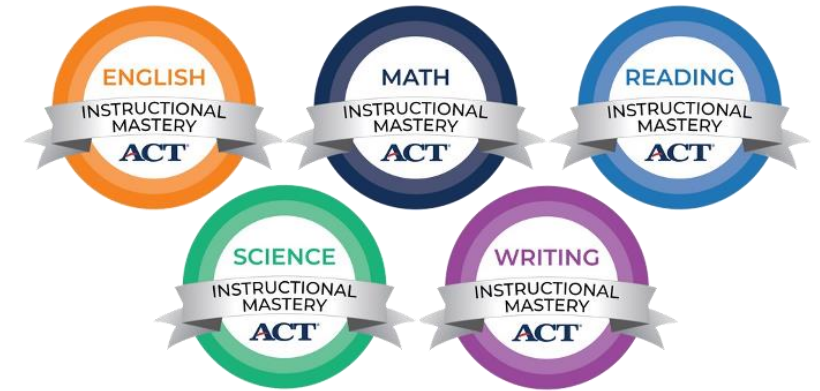 ENGLISH
INSTRUCTIONAL
MASTERY
ACT
MATH
INSTRUCTIONAL
MASTERY
ACT
READING
INSTRUCTIONAL
MASTERY
ACT
SCIENCE
INSTRUCTIONAL
MASTERY
ACT
WRITING
INSTRUCTIONAL
MASTERY
ACT